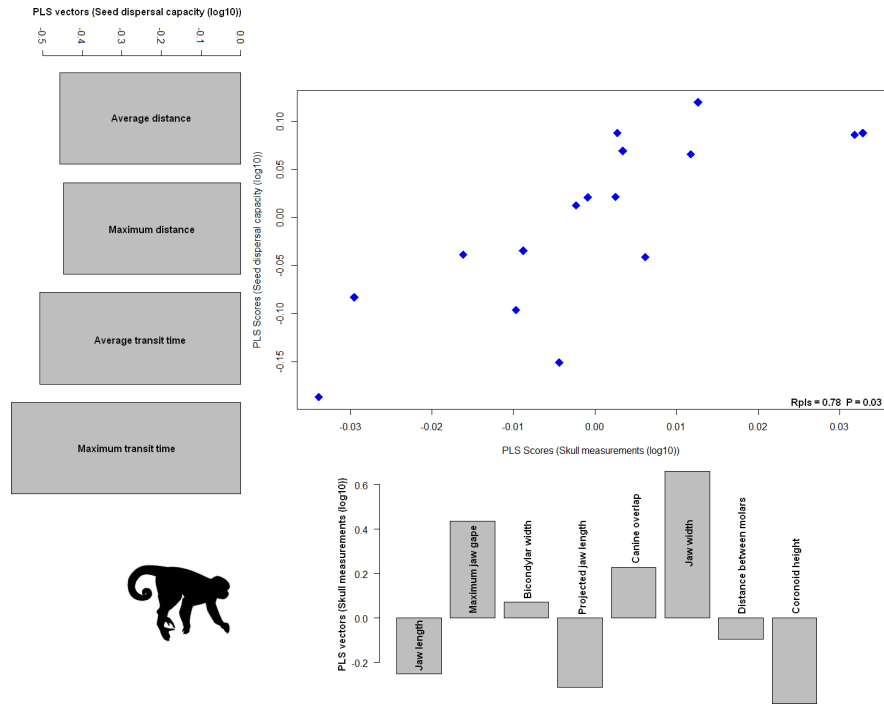 PLS vectors (Seed dispersal capacity (log10))
-0.5 -0.4 -0.3 -0.2 -0.1 0.0
Average distance
Maximum distance
Average transit time
Maximum transit time
PLS Scores (Seed dispersal capacity (log10))
0.10
0.05
0.00
-0.05
-0.10
-0.15
Rpls = 0.78 P = 0.03
-0.03 -0.02 -0.01 0.00 0.01 0.02 0.03
PLS Scores (Skull measurements (log10))
PLS vectors (Skull measurements (log10))
0.6
0.4
0.2
0.0
-0.2
Jaw length
Maximum jaw gape
Bicondylar width
Projected jaw length
Canine overlap
Jaw width
Distance between molars
Coronoid height